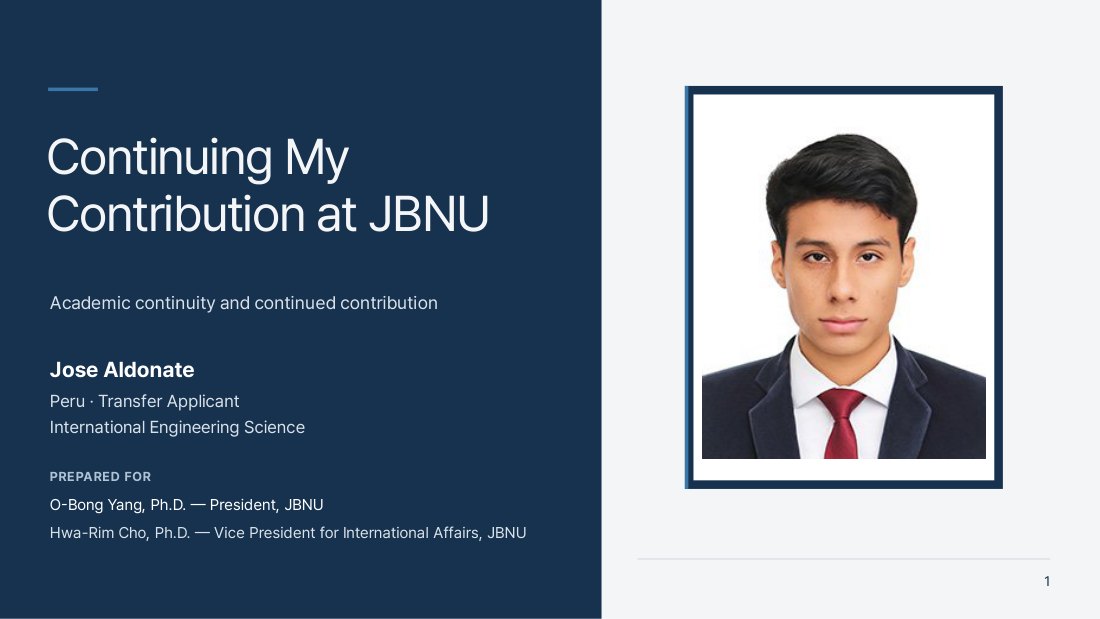 Continuing My
Contribution at JBNU
Academic continuity and continued contribution
Jose Aldonate
Peru · Transfer Applicant
International Engineering Science
PREPARED FOR
O-Bong Yang, Ph.D. — President, JBNU
Hwa-Rim Cho, Ph.D. — Vice President for International Affairs, JBNU
1